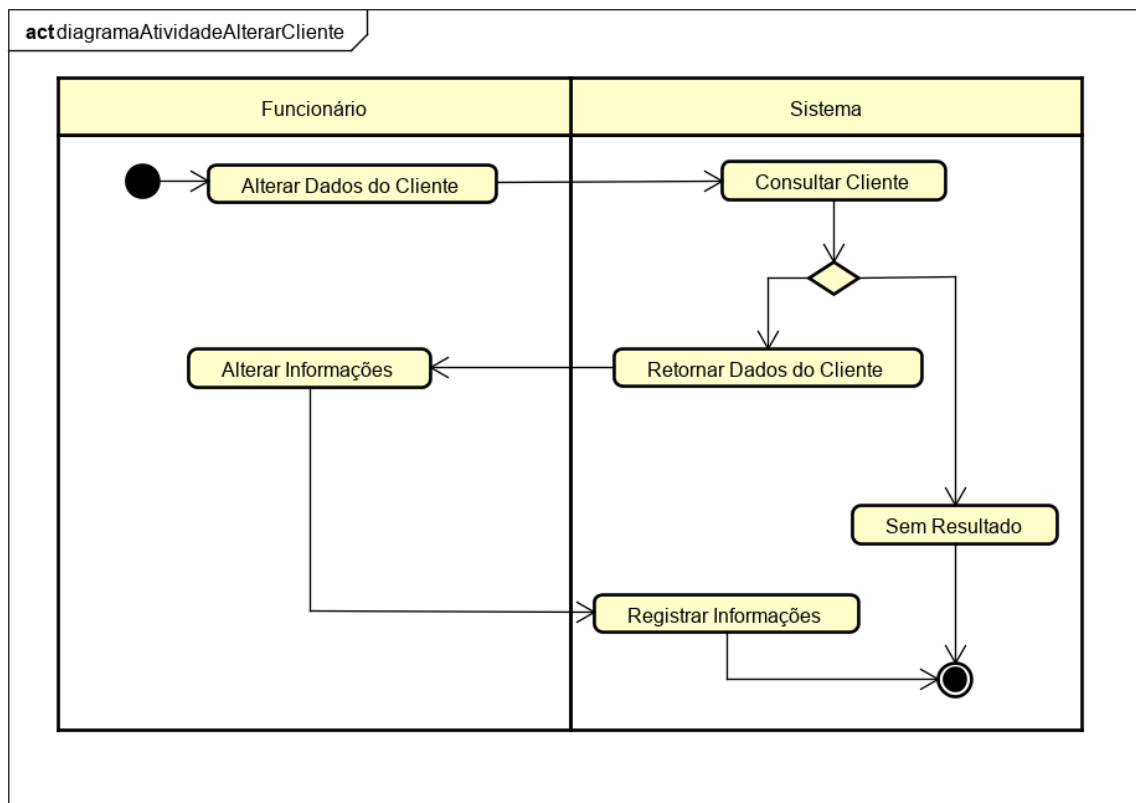 act diagramaAtividadeAlterarCliente
Funcionário
Sistema
Alterar Dados do Cliente
Consultar Cliente
Alterar Informações
Retornar Dados do Cliente
Sem Resultado
Registrar Informações